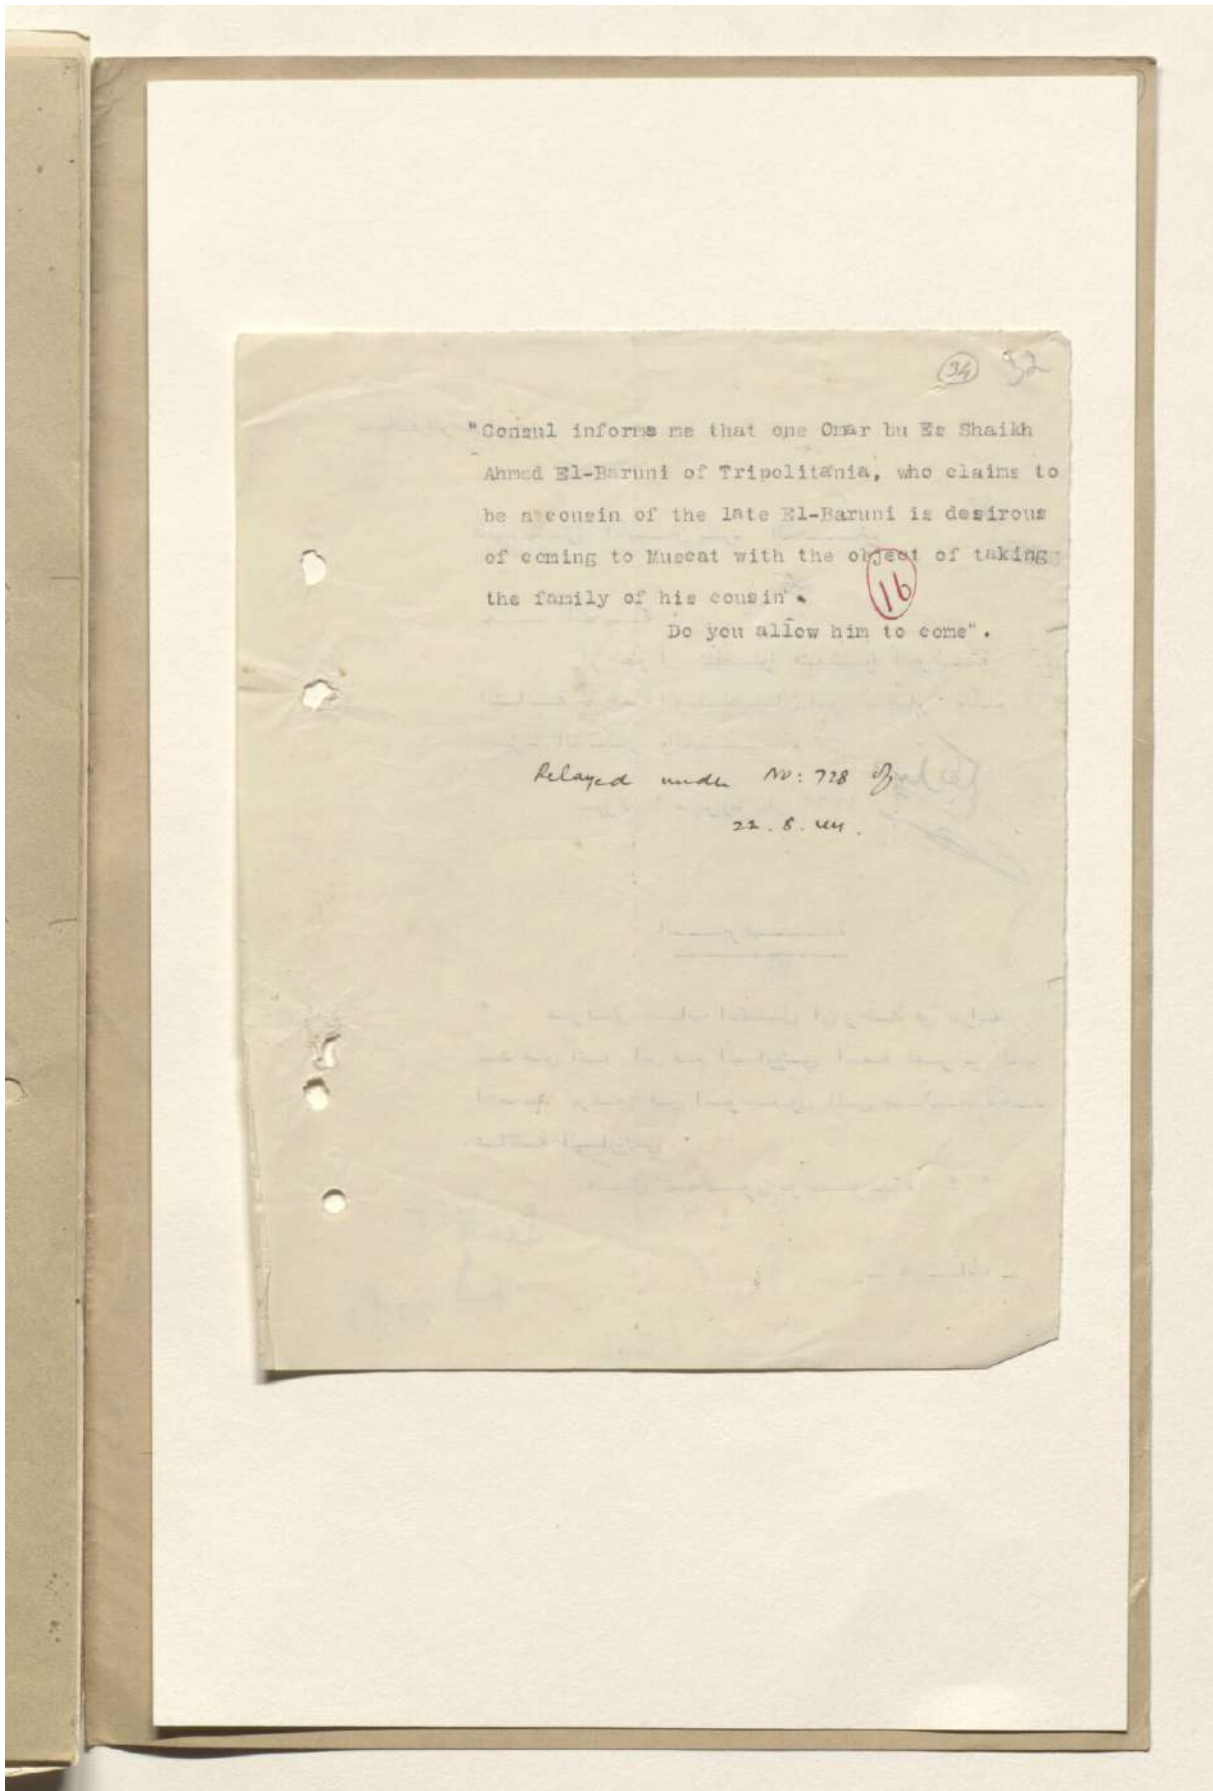 34 32
"Consul informs me that one Omar bu Es Shaikh
Ahmed El-Baruni of Tripolitania, who claims to
be a cousin of the late El-Baruni is desirous
of coming to Muscat with the object of taking
16
the family of his cousin.
Do you allow him to come".
Relayed under No: 728 of
22.8.44.